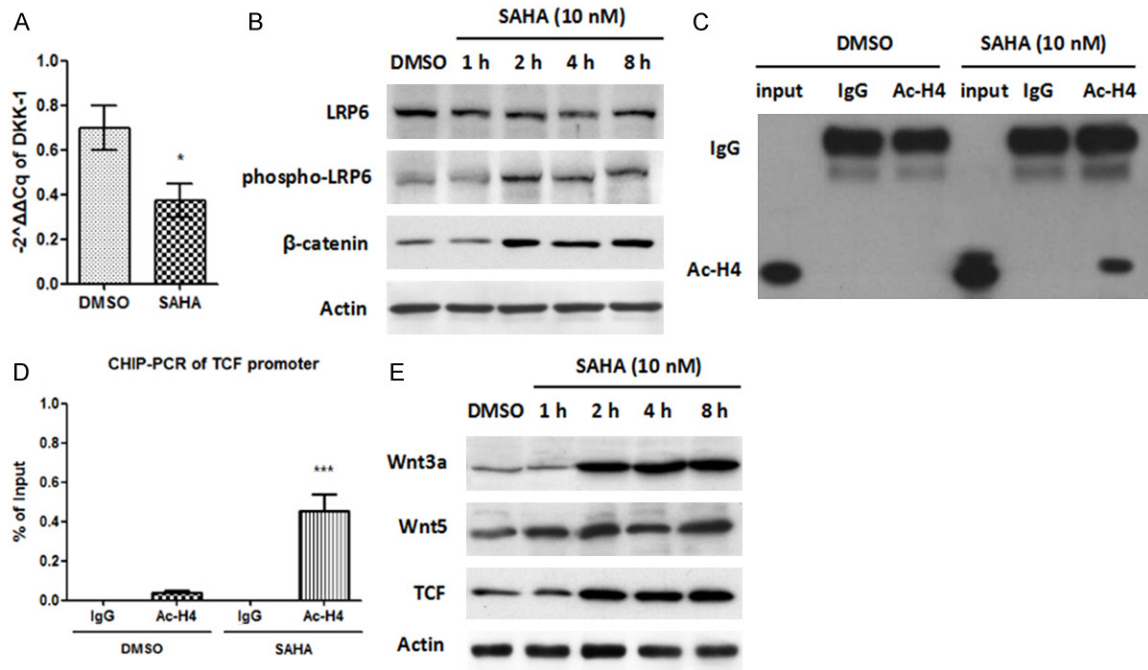 A
-2^ΔΔCq of DKK-1
1.0
0.8
0.6
0.4
0.2
0.0
*
DMSO SAHA
B
SAHA (10 nM)
DMSO 1 h 2 h 4 h 8 h
LRP6
phospho-LRP6
β-catenin
Actin
C
DMSO SAHA (10 nM)
input IgG Ac-H4 input IgG Ac-H4
IgG
Ac-H4
D
CHIP-PCR of TCF promoter
% of Input
1.0
0.8
0.6
0.4
0.2
0.0
***
IgG Ac-H4 IgG Ac-H4
DMSO SAHA
E
SAHA (10 nM)
DMSO 1 h 2 h 4 h 8 h
Wnt3a
Wnt5
TCF
Actin